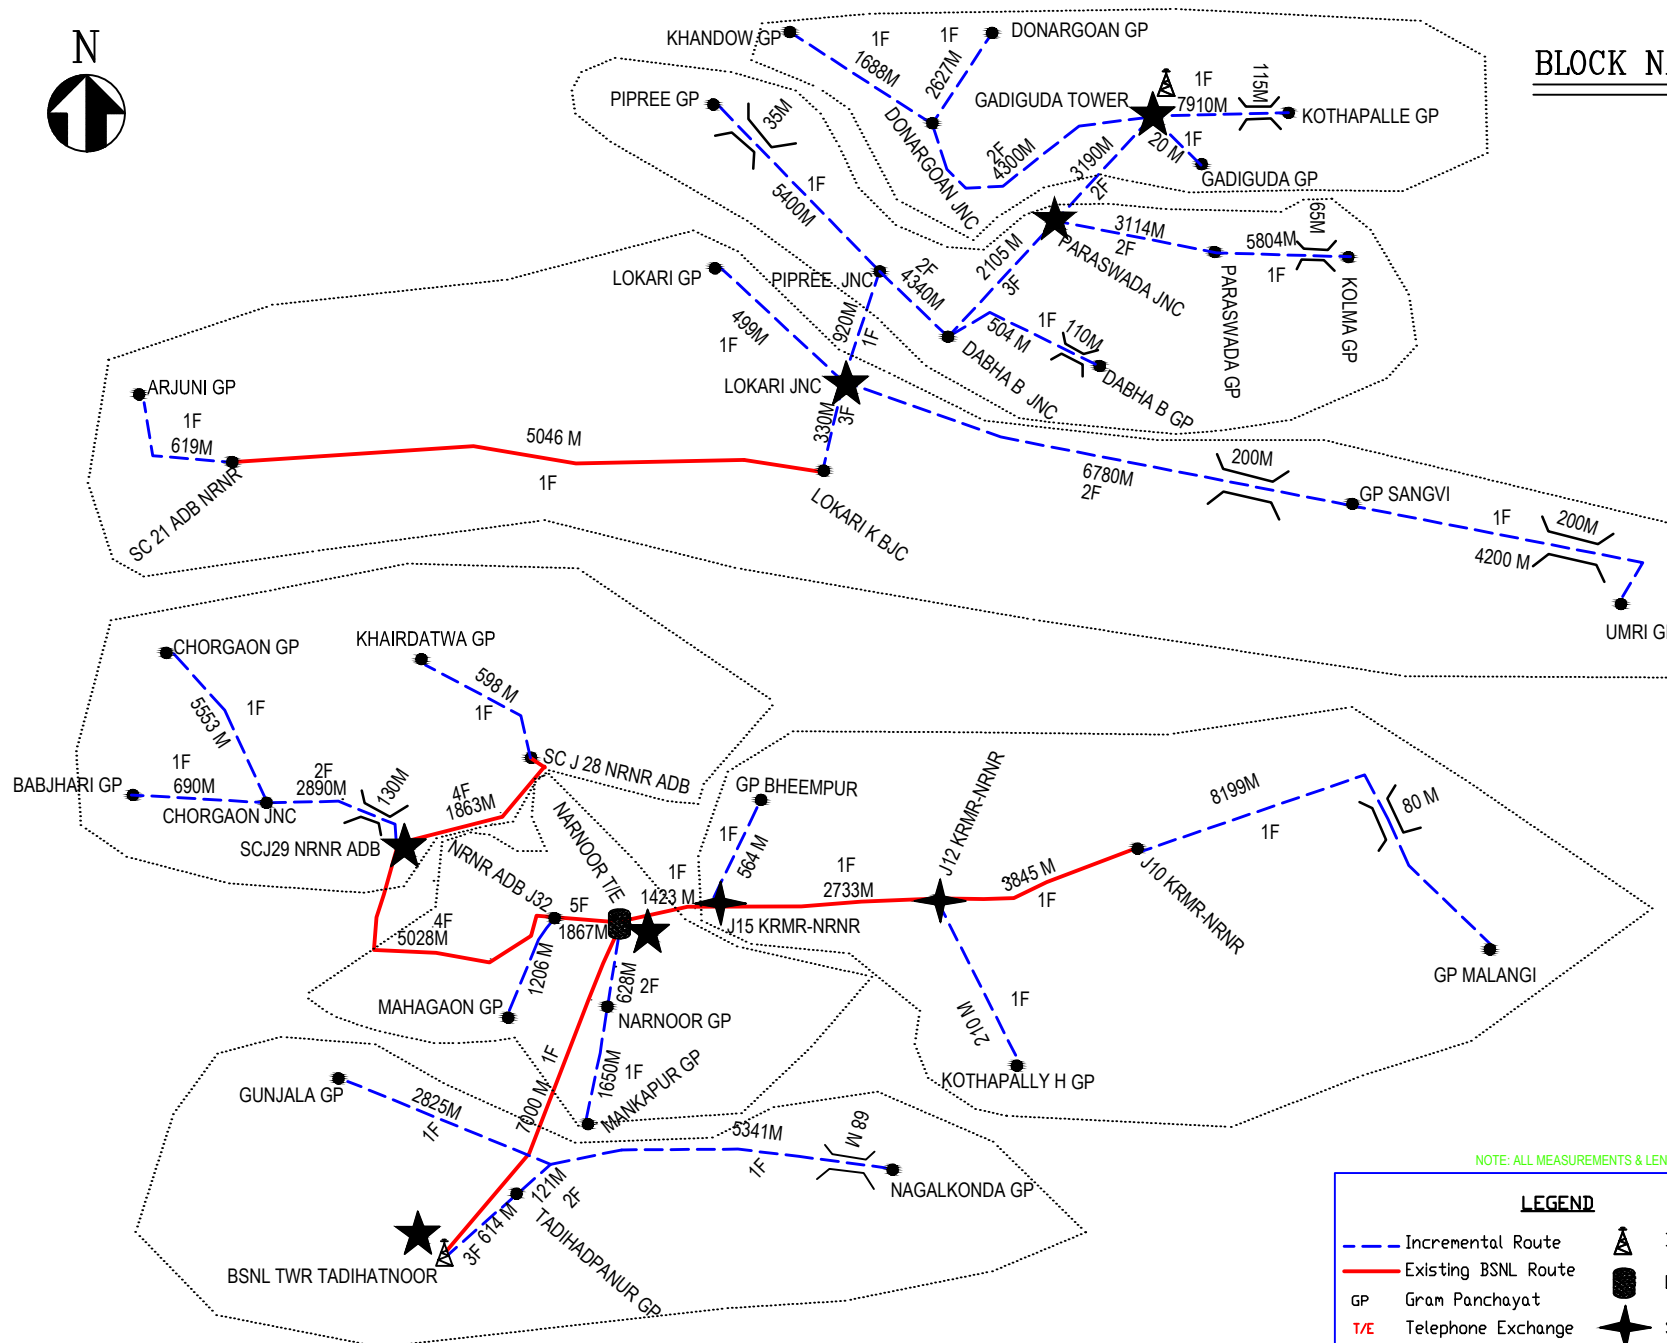 N
BLOCK
KHANDOW GP
1F
1688M
1F
2627M
DONARGOAN GP
PIPREE GP
35M
GADIGUDA TOWER
1F
7910M
115M
KOTHAPALLE GP
DONARGOAN JNC
2F
4300M
3190M
2F
20 M
1F
GADIGUDA GP
1F
5400M
LOKARI GP
PIPREE JNC
2F
4340M
2105 M
3F
PARASWADA JNC
3114M
2F
5804M
1F
65M
PARASWADA GP
KOLMA GP
499M
1F
920M
1F
504 M
1F
110M
DABHA B JNC
DABHA B GP
LOKARI JNC
330M
3F
ARJUNI GP
1F
619M
SC 21 ADB NRNR
5046 M
1F
LOKARI K BJC
6780M
2F
200M
GP SANGVI
1F
200M
4200 M
UMRI
CHORGAON GP
KHAIRDATWA GP
5553 M
1F
598 M
1F
SC J 28 NRNR ADB
BABJHARI GP
1F
690M
2F
2890M
130M
4F
1863M
CHORGAON JNC
SCJ29 NRNR ADB
NRNR ADB J32
NARNOOR T/E
GP BHEEMPUR
1F
564 M
1F
1423 M
J15 KRMR-NRNR
1F
2733M
J12 KRMR-NRNR
3845 M
1F
J10 KRMR-NRNR
8199M
1F
80 M
GP MALANGI
4F
5028M
5F
1867M
1206 M
MAHAGAON GP
628M
2F
NARNOOR GP
1650M
1F
MANKAPUR GP
210 M
1F
KOTHAPALLY H GP
7000 M
1F
GUNJALA GP
2825M
1F
5341M
1F
68 M
NAGALKONDA GP
121M
2F
614 M
3F
TADIHADPANUR GP
BSNL TWR TADIHATNOOR
NOTE: ALL MEASUREMENTS &
LEGEND
Incremental Route
Existing BSNL Route
GP Gram Panchayat
T/E Telephone Exchange